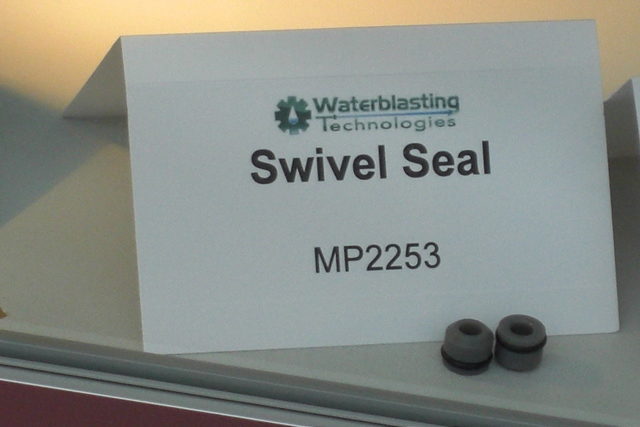 Waterblasting
Technologies
Swivel Seal
MP2253